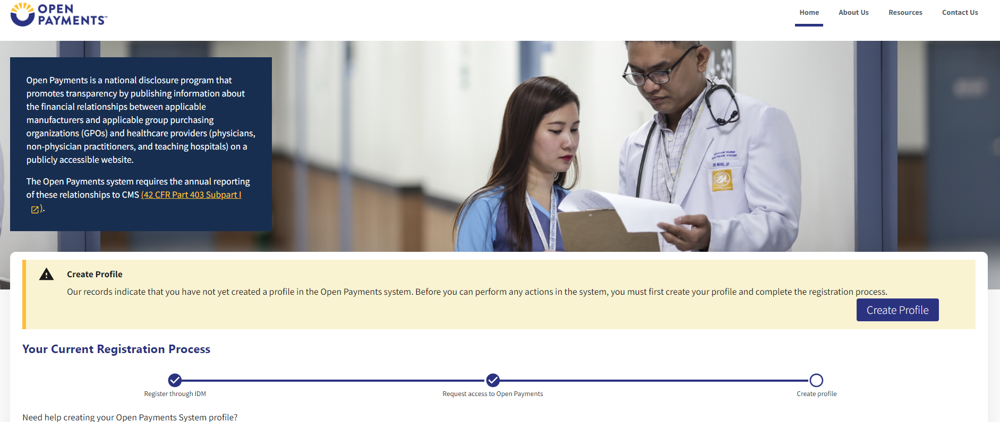 OPEN
PAYMENTS™
Home
About Us
Resources
Contact Us
Open Payments is a national disclosure program that
promotes transparency by publishing information about
the financial relationships between applicable
manufacturers and applicable group purchasing
organizations (GPOs) and healthcare providers (physicians,
non-physician practitioners, and teaching hospitals) on a
publicly accessible website.
The Open Payments system requires the annual reporting
of these relationships to CMS (42 CFR Part 403 Subpart I
).
Create Profile
Our records indicate that you have not yet created a profile in the Open Payments system. Before you can perform any actions in the system, you must first create your profile and complete the registration process.
Create Profile
Your Current Registration Process
Register through IDM
Request access to Open Payments
Create profile
Need help creating your Open Payments System profile?